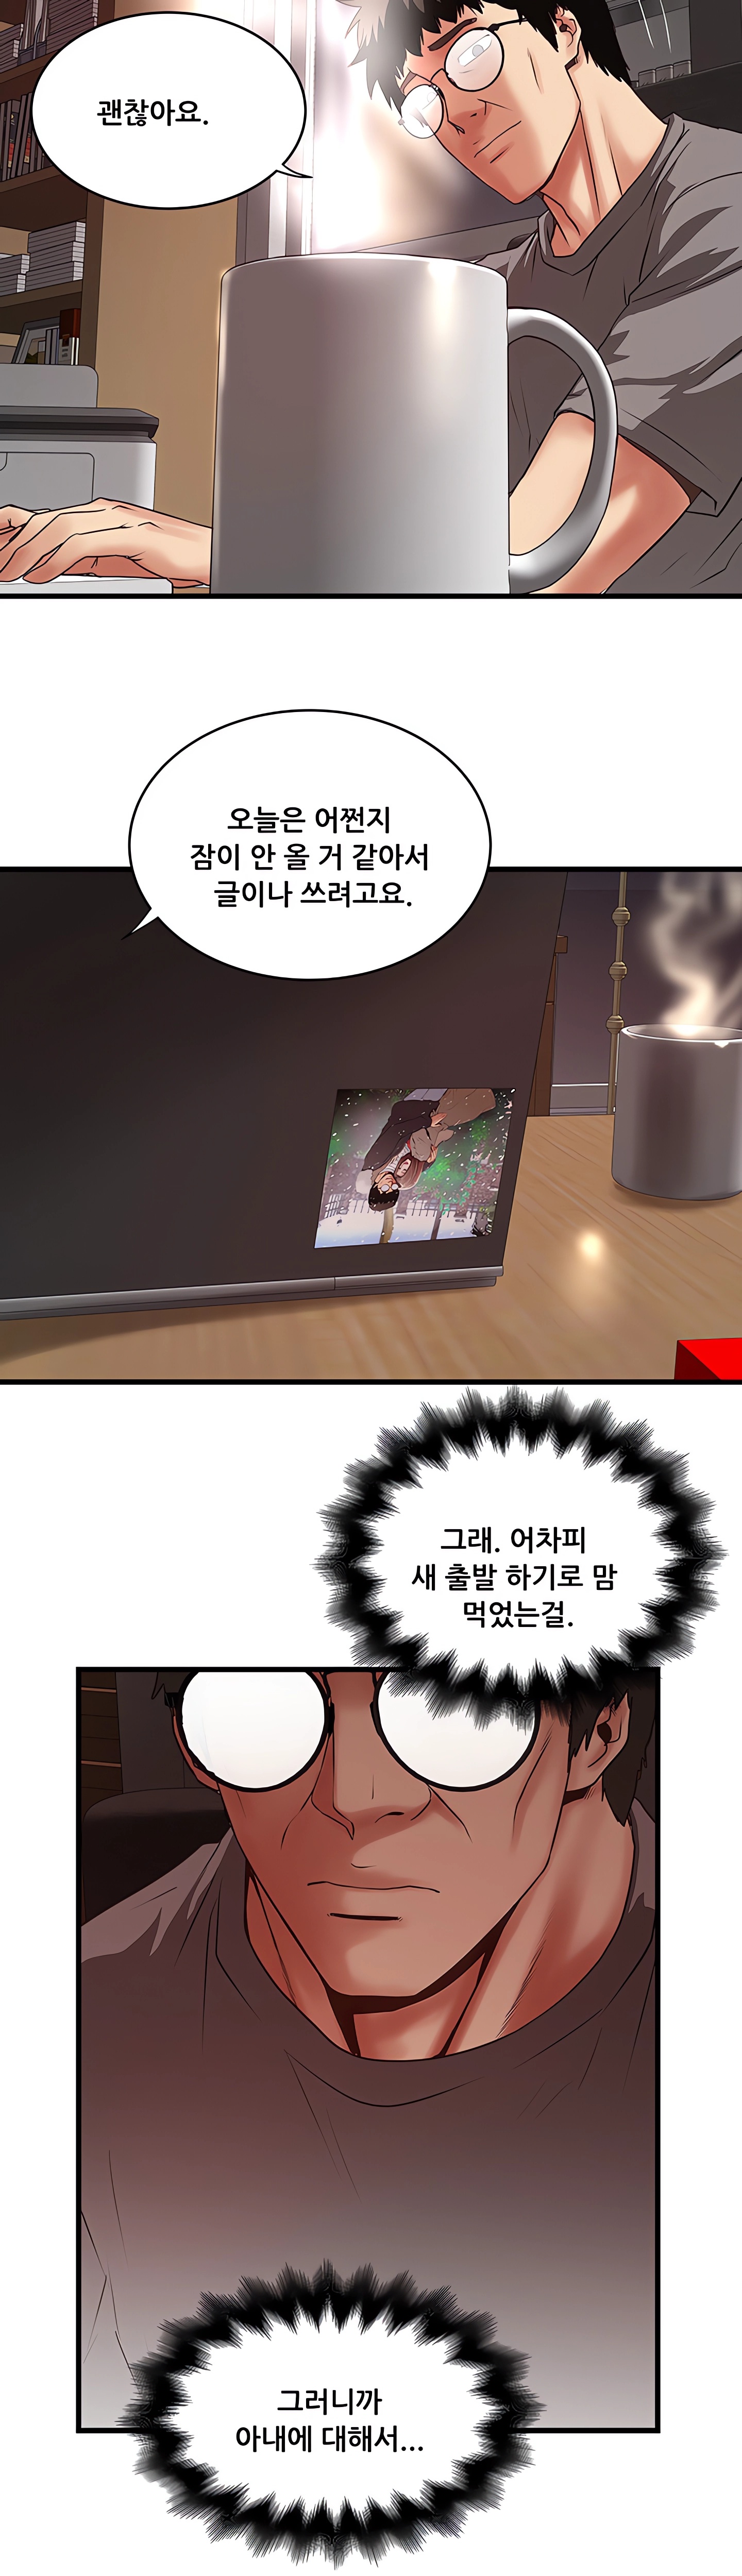 괜찮아요.
오늘은 어쩐지
잠이 안 올 거 같아서
글이나 쓰려고요.
그래. 어차피
새 출발 하기로 맘
먹었는걸.
그러니까
아내에 대해서...